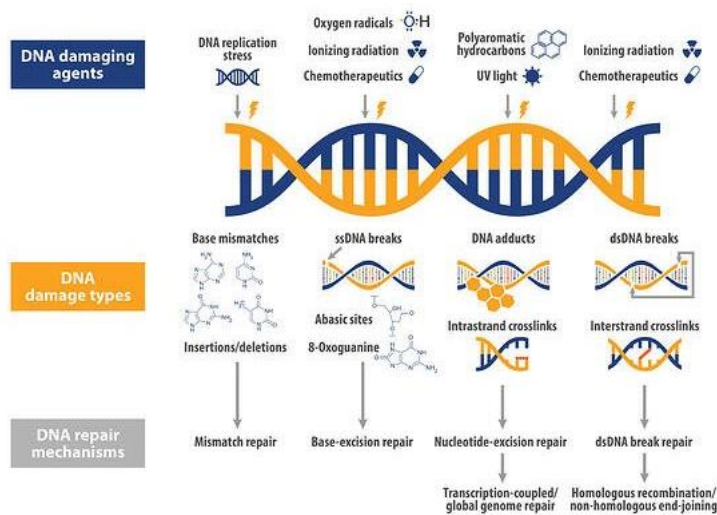 DNA damaging
agents
DNA replication
stress
Oxygen radicals
Ionizing radiation
Chemotherapeutics
Polyaromatic
hydrocarbons
UV light
Ionizing radiation
Chemotherapeutics
DNA
damage types
Base mismatches
Insertions/deletions
ssDNA breaks
Abasic sites
8-Oxoguanine
DNA adducts
Intrastrand crosslinks
dsDNA breaks
Interstrand crosslinks
DNA repair
mechanisms
Mismatch repair
Base-excision repair
Nucleotide-excision repair
dsDNA break repair
Transcription-coupled/
global genome repair
Homologous recombination/
non-homologous end-joining